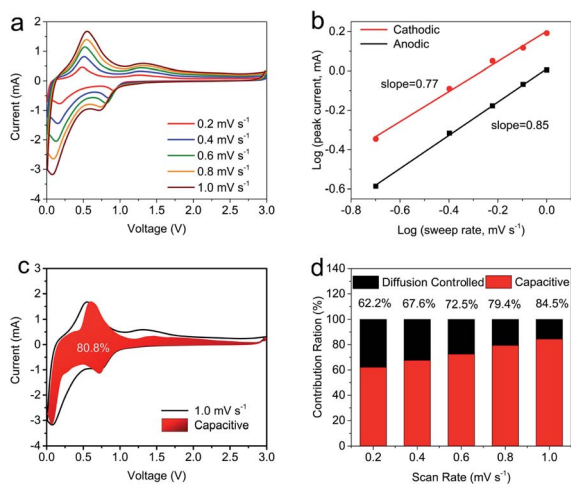 a
Current (mA)
3
2
1
0
-1
-2
-3
-4
0.2 mV s⁻¹
0.4 mV s⁻¹
0.6 mV s⁻¹
0.8 mV s⁻¹
1.0 mV s⁻¹
0.0 0.5 1.0 1.5 2.0 2.5 3.0
Voltage (V)
b
Log (peak current, mA)
0.2
0.0
-0.2
-0.4
-0.6
Cathodic
Anodic
slope=0.77
slope=0.85
-0.8 -0.6 -0.4 -0.2 0.0
Log (sweep rate, mV s⁻¹)
c
Current (mA)
3
2
1
0
-1
-2
-3
-4
80.8%
1.0 mV s⁻¹
Capacitive
0.0 0.5 1.0 1.5 2.0 2.5 3.0
Voltage (V)
d
Contribution Ration (%)
140
120
100
80
60
40
20
0
Diffusion Controlled Capacitive
62.2% 67.6% 72.5% 79.4% 84.5%
0.2 0.4 0.6 0.8 1.0
Scan Rate (mV s⁻¹)